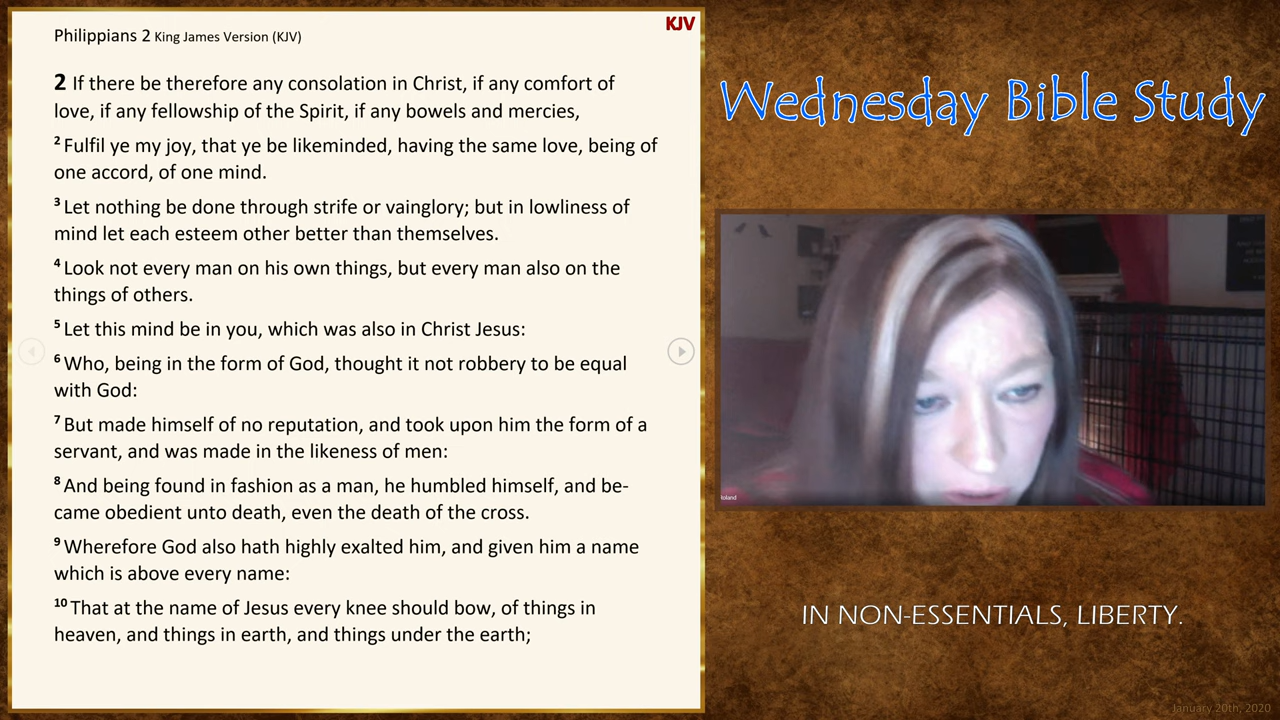 KJV
Philippians 2 King James Version (KJV)
2 If there be therefore any consolation in Christ, if any comfort of
love, if any fellowship of the Spirit, if any bowels and mercies,
2 Fulfil ye my joy, that ye be likeminded, having the same love, being of
one accord, of one mind.
3 Let nothing be done through strife or vainglory; but in lowliness of
mind let each esteem other better than themselves.
4 Look not every man on his own things, but every man also on the
things of others.
5 Let this mind be in you, which was also in Christ Jesus:
6 Who, being in the form of God, thought it not robbery to be equal
with God:
7 But made himself of no reputation, and took upon him the form of a
servant, and was made in the likeness of men:
8 And being found in fashion as a man, he humbled himself, and be-
came obedient unto death, even the death of the cross.
9 Wherefore God also hath highly exalted him, and given him a name
which is above every name:
10 That at the name of Jesus every knee should bow, of things in
heaven, and things in earth, and things under the earth;
Wednesday Bible Study
IN NON-ESSENTIALS, LIBERTY.
January 20th, 2020